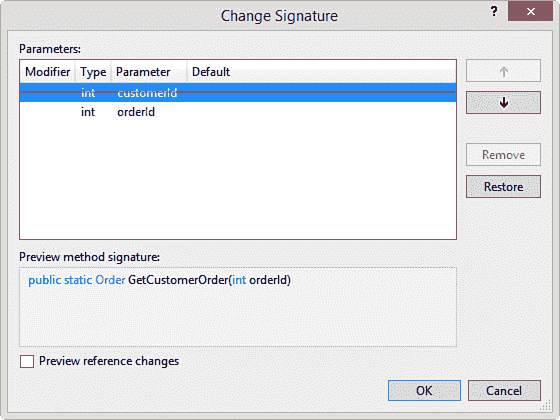 Change Signature
?
Parameters:
Modifier Type Parameter Default
int customerId
int orderId
Remove
Restore
Preview method signature:
public static Order GetCustomerOrder(int orderId)
Preview reference changes
OK Cancel